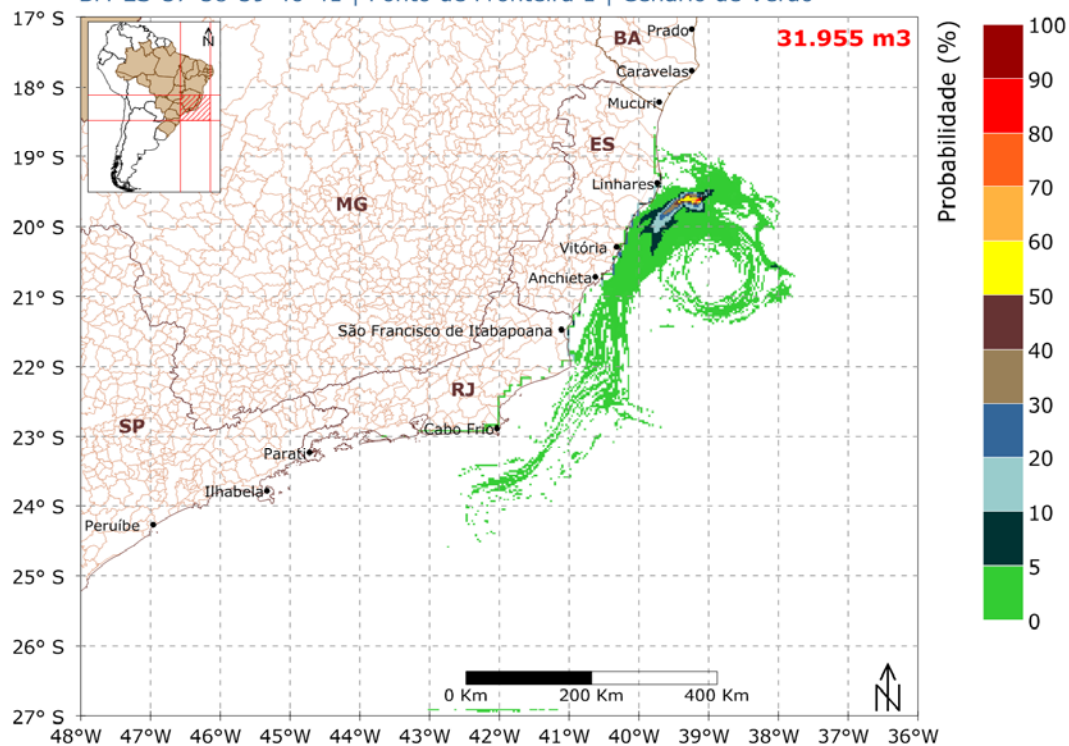 31.955 m3
N
BA
Prado
Caravelas
Mucuri
ES
Linhares
MG
Vitória
Anchieta
São Francisco de Itabapoana
RJ
SP
Cabo Frio
Parati
Ilhabela
Peruíbe
17° S
18° S
19° S
20° S
21° S
22° S
23° S
24° S
25° S
26° S
27° S
48°W 47°W 46°W 45°W 44°W 43°W 42°W 41°W 40°W 39°W 38°W 37°W 36°W
0 Km 200 Km 400 Km
N
Probabilidade (%)
100
90
80
70
60
50
40
30
20
10
5
0